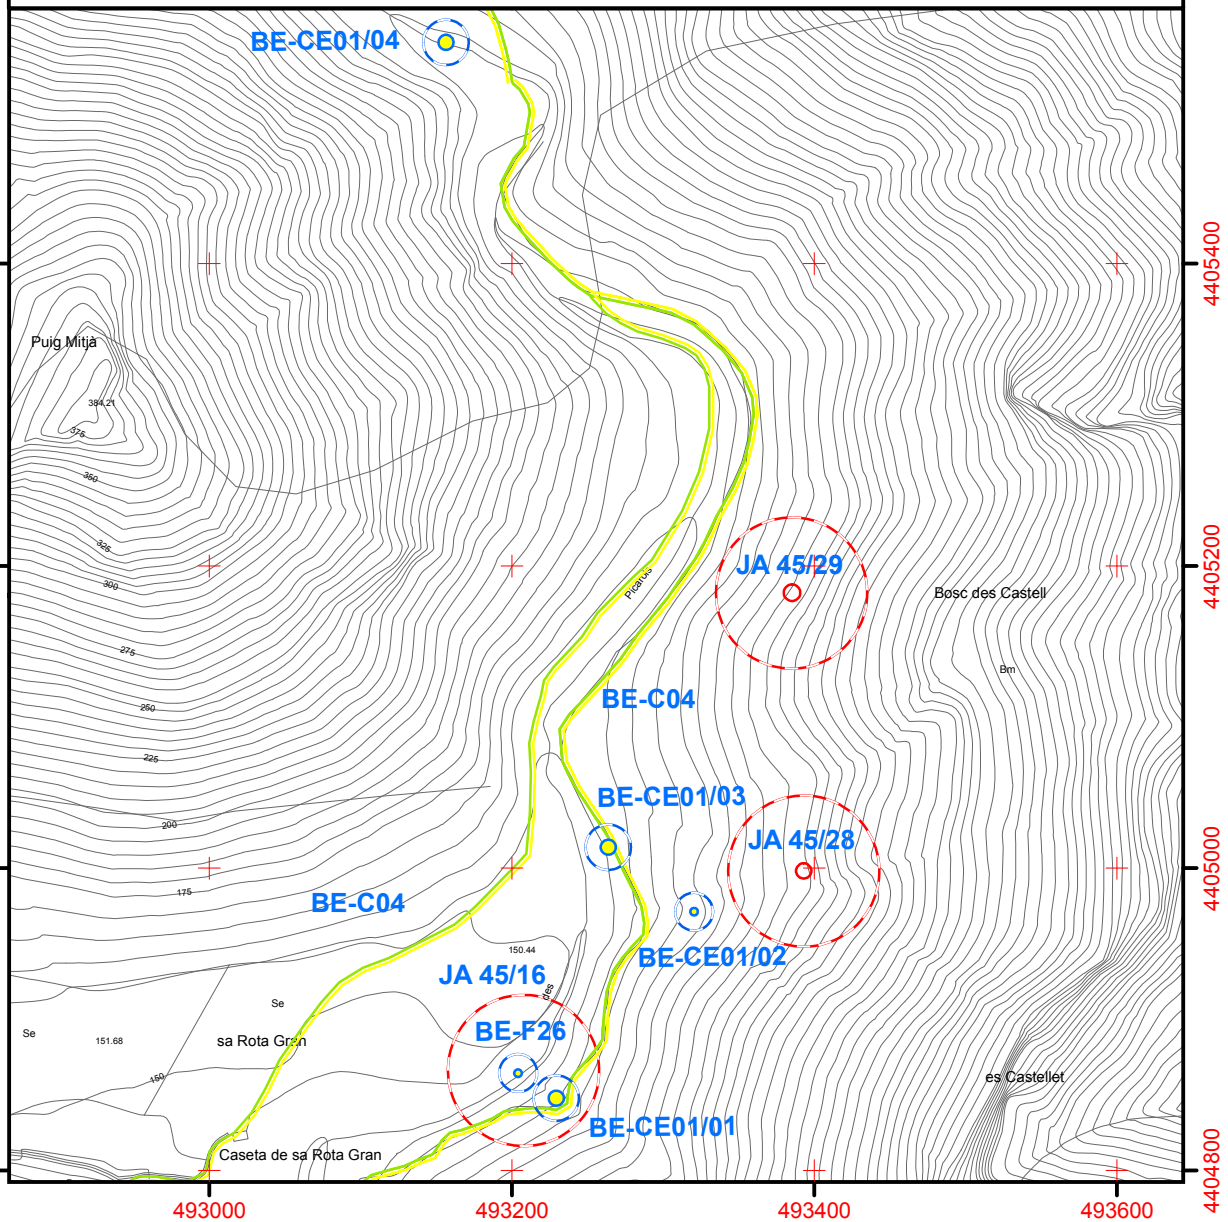 BE-CE01/04
4405400
Puig Mitjà
384.21
375
350
325
300
275
250
225
200
175
Picarols
JA 45/29
4405200
Bosc des Castell
Bm
BE-C04
BE-CE01/03
JA 45/28
4405000
BE-C04
BE-CE01/02
150.44
JA 45/16
des
BE-F26
Se
Se
151.68
sa Rota Gran
150
es Castellet
BE-CE01/01
Caseta de sa Rota Gran
4404800
493000
493200
493400
493600